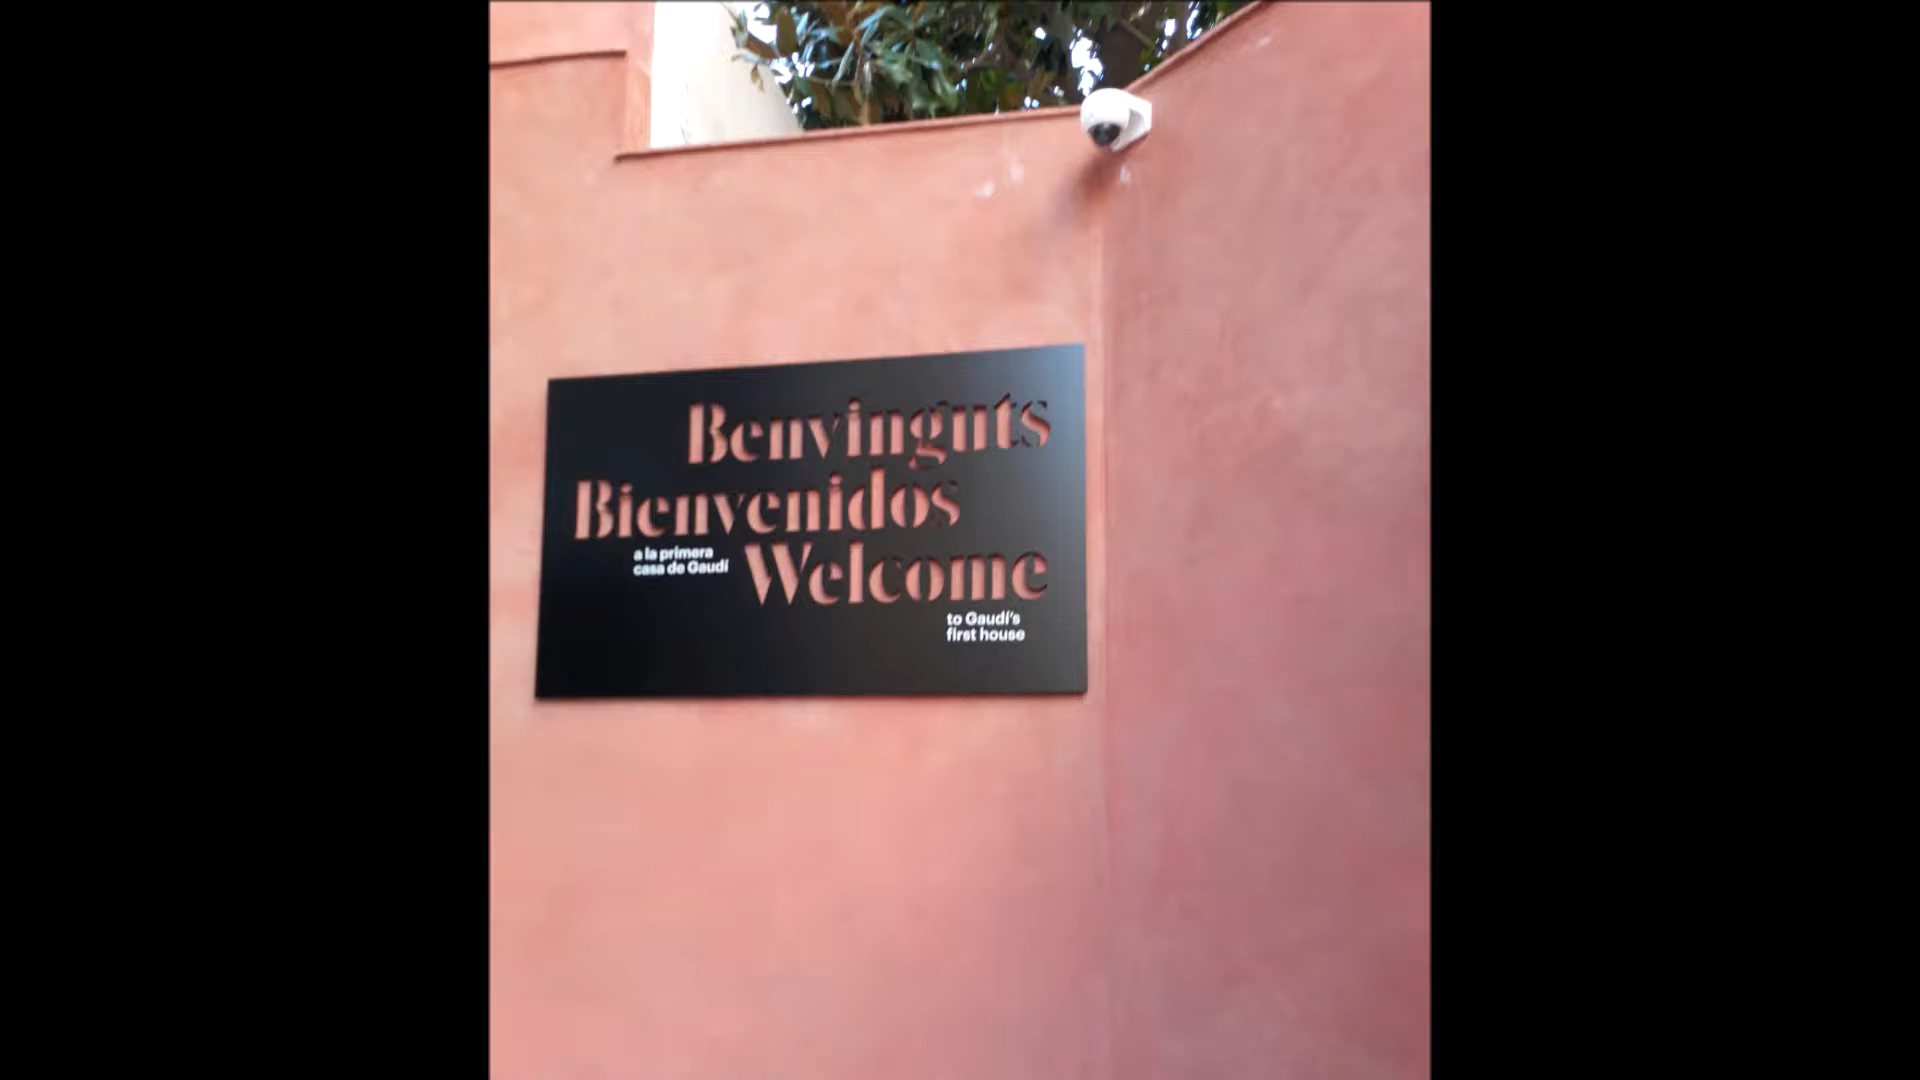 Benvinguts
Bienvenidos
a la primera
casa de Gaudí
Welcome
to Gaudí's
first house